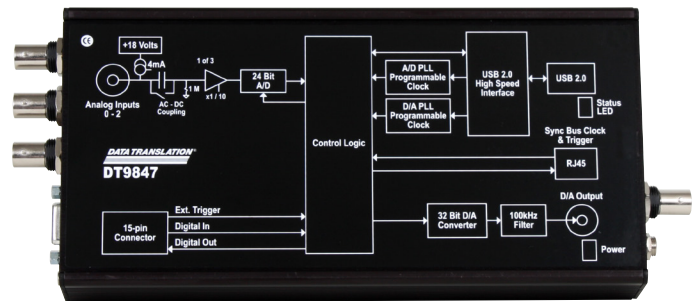 +18 Volts
4mA
1 of 3
24 Bit
A/D
1 M
x1 / 10
AC - DC
Coupling
Analog Inputs
0 - 2
A/D PLL
Programmable
Clock
D/A PLL
Programmable
Clock
USB 2.0
High Speed
Interface
USB 2.0
Status
LED
Control Logic
Sync Bus Clock
& Trigger
RJ45
DATA TRANSLATION®
DT9847
15-pin
Connector
Ext. Trigger
Digital In
Digital Out
32 Bit D/A
Converter
100kHz
Filter
D/A Output
Power
CE